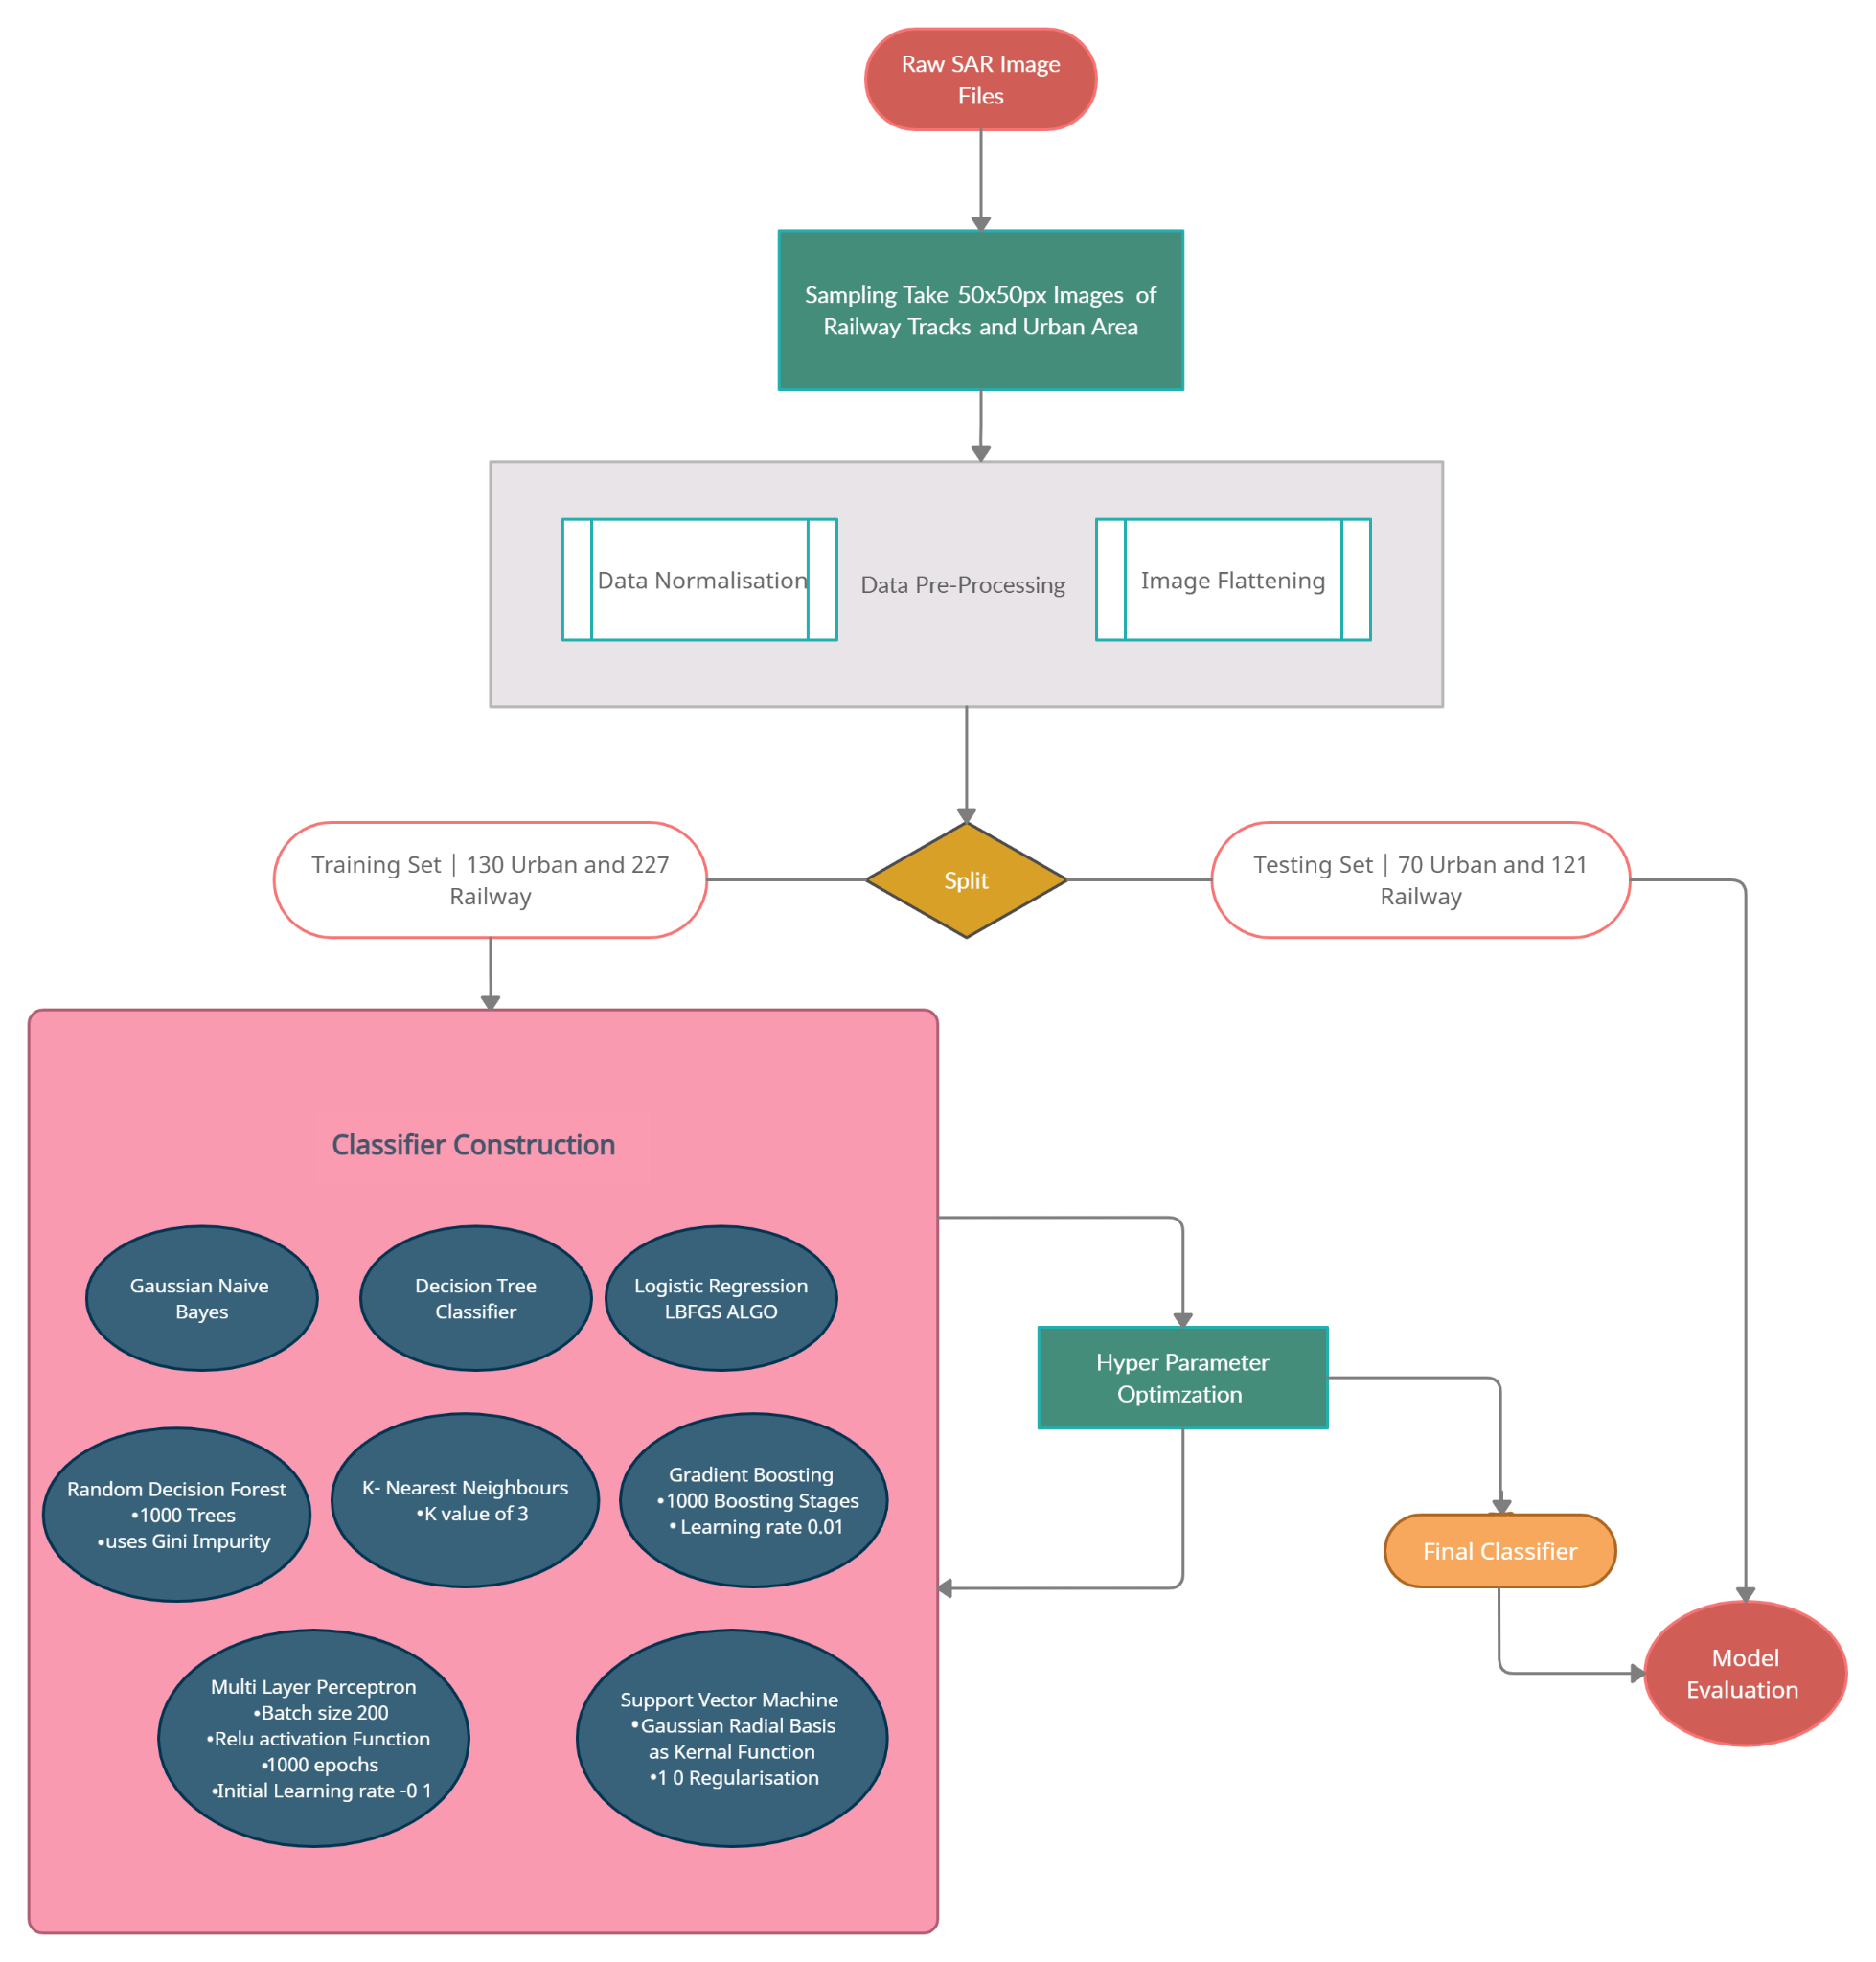 Raw SAR Image
Files
Sampling Take 50x50px Images of
Railway Tracks and Urban Area
Data Normalisation
Data Pre-Processing
Image Flattening
Training Set | 130 Urban and 227
Railway
Split
Testing Set | 70 Urban and 121
Railway
Classifier Construction
Gaussian Naive
Bayes
Decision Tree
Classifier
Logistic Regression
LBFGS ALGO
Hyper Parameter
Optimzation
Random Decision Forest
•1000 Trees
•uses Gini Impurity
K- Nearest Neighbours
•K value of 3
Gradient Boosting
•1000 Boosting Stages
• Learning rate 0.01
Final Classifier
Multi Layer Perceptron
•Batch size 200
•Relu activation Function
•1000 epochs
•Initial Learning rate -0 1
Support Vector Machine
•Gaussian Radial Basis
as Kernal Function
•1 0 Regularisation
Model
Evaluation